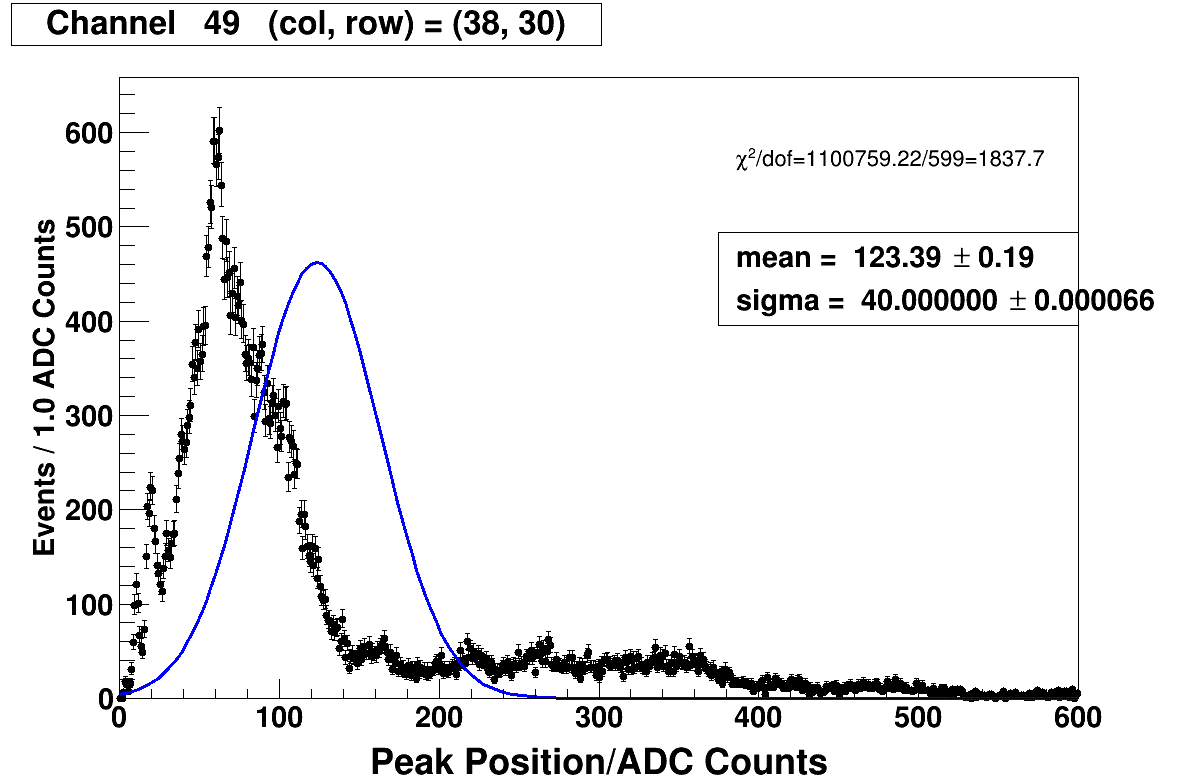 Channel 49 (col, row) = (38, 30)
χ²/dof=1100759.22/599=1837.7
mean = 123.39 ± 0.19
sigma = 40.000000 ± 0.000066
Events / 1.0 ADC Counts
600
500
400
300
200
100
0
0 100 200 300 400 500 600
Peak Position/ADC Counts